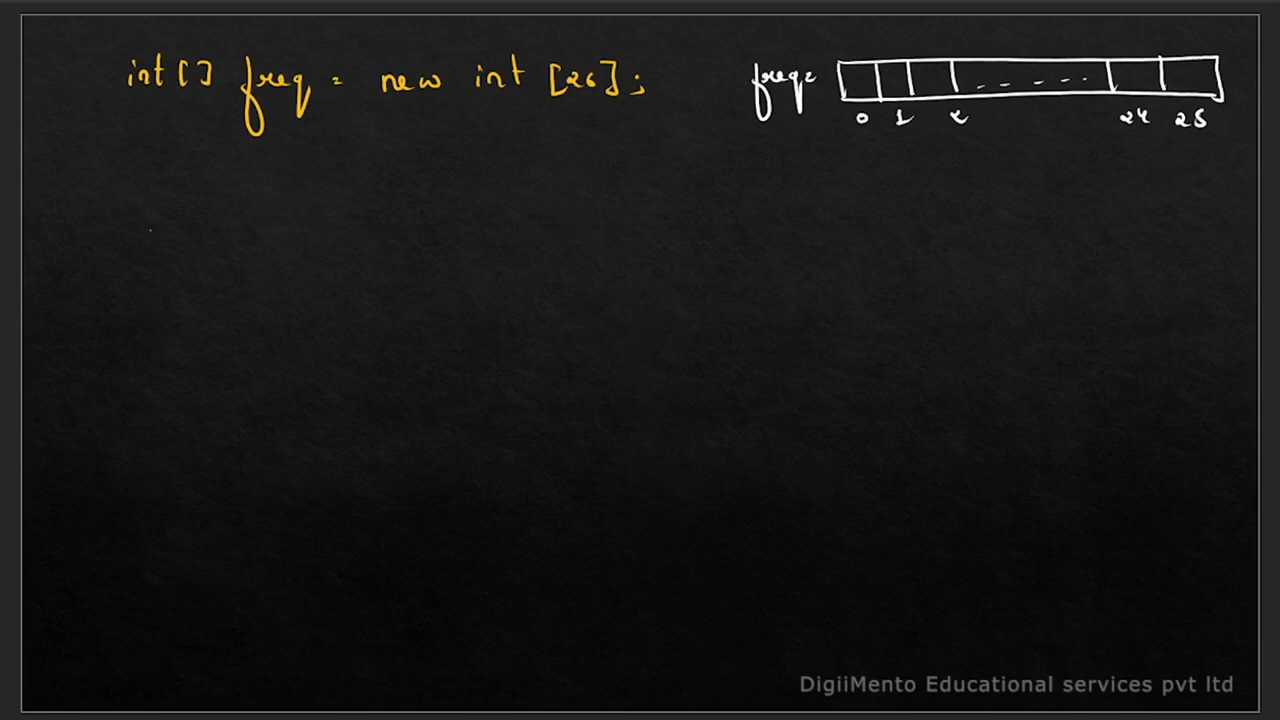 int[] freq = new int [26];
freq=
0 1 2 24 25
DigiiMento Educational services pvt ltd